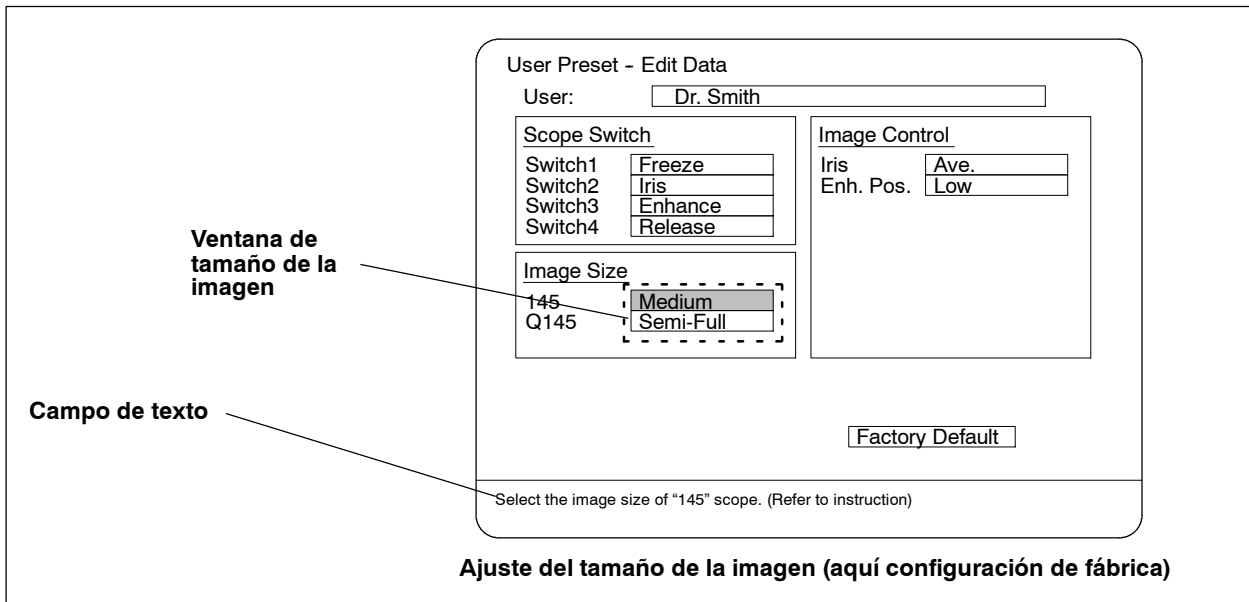 User Preset - Edit Data
User: Dr. Smith
Scope Switch
Switch1 Freeze
Switch2 Iris
Switch3 Enhance
Switch4 Release
Image Control
Iris Ave.
Enh. Pos. Low
Ventana de
tamaño de la
imagen
Image Size
145 Medium
Q145 Semi-Full
Campo de texto
Factory Default
Select the image size of “145” scope. (Refer to instruction)
Ajuste del tamaño de la imagen (aquí configuración de fábrica)